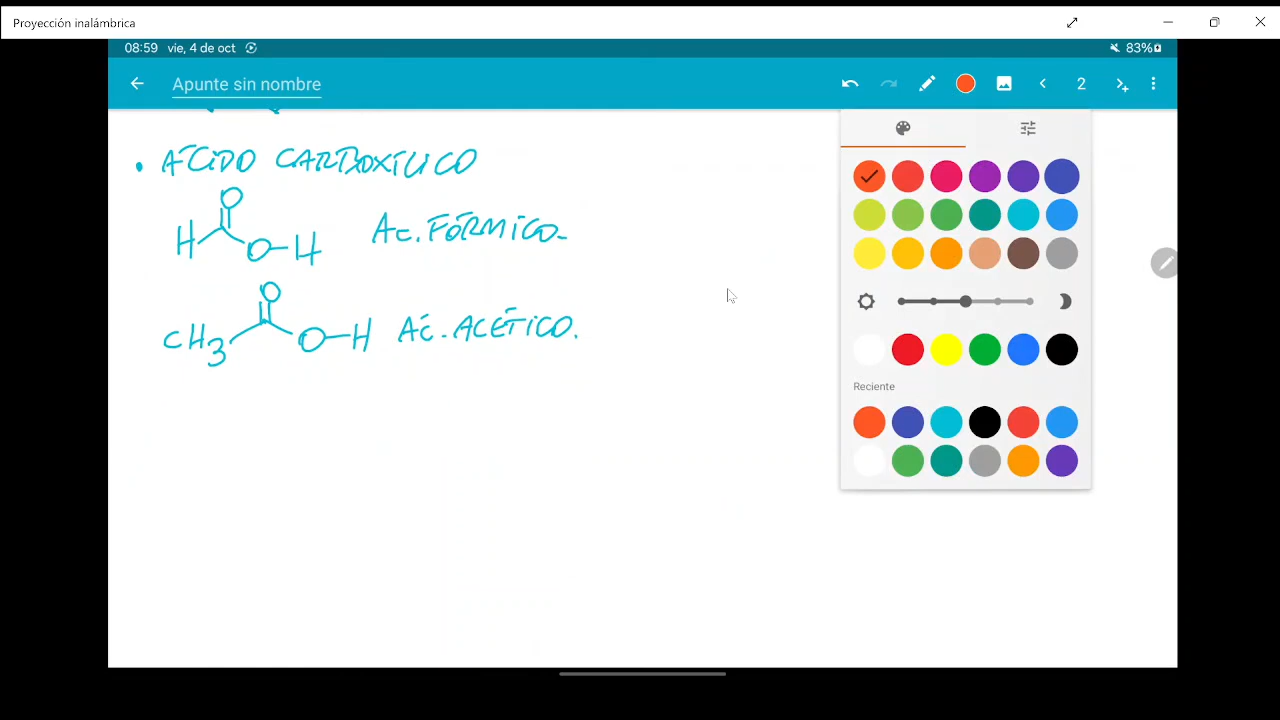 Proyección inalámbrica
08:59 vie, 4 de oct
83%
Apunte sin nombre
2
• ÁCIDO CARBOXÍLICO
O
H O-H Ac. FÓRMICO-
O
CH3 O-H Ác. ACÉTICO.
Reciente